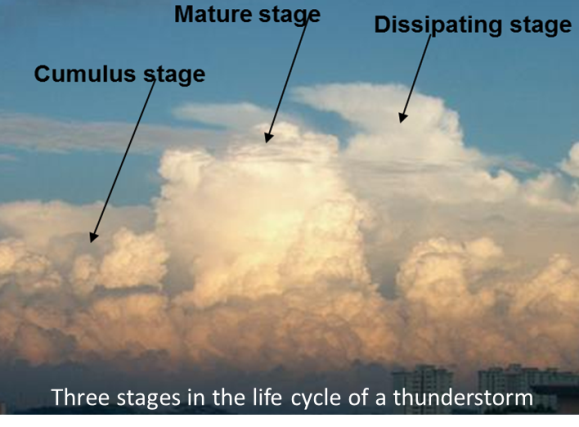 Mature stage
Dissipating stage
Cumulus stage
Three stages in the life cycle of a thunderstorm